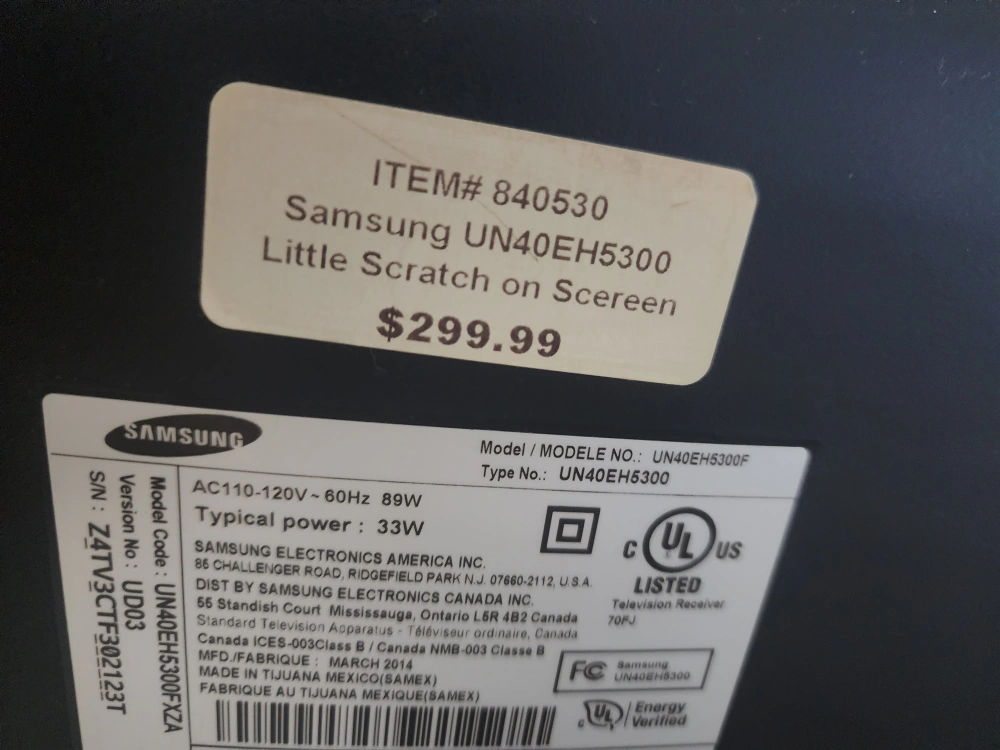 ITEM# 840530
Samsung UN40EH5300
Little Scratch on Scereen
$299.99
SAMSUNG
Model / MODELE NO.: UN40EH5300F
Type No.: UN40EH5300
AC110-120V ~ 60Hz 89W
Typical power : 33W
SAMSUNG ELECTRONICS AMERICA INC.
85 CHALLENGER ROAD, RIDGEFIELD PARK N.J. 07660-2112, U.S.A.
DIST BY SAMSUNG ELECTRONICS CANADA INC.
55 Standish Court Mississauga, Ontario L5R 4B2 Canada
Standard Television Apparatus - Téléviseur ordinaire, Canada
Canada ICES-003Class B / Canada NMB-003 Classe B
MFD./FABRIQUE : MARCH 2014
MADE IN TIJUANA MEXICO(SAMEX)
FABRIQUE AU TIJUANA MEXIQUE(SAMEX)
C UL US
LISTED
Television Receiver
70FJ
FC Samsung
UN40EH5300
c UL Energy
Verified
Model Code : UN40EH5300FXZA
Version No : UD03
S/N : Z4TV3CTF302123T